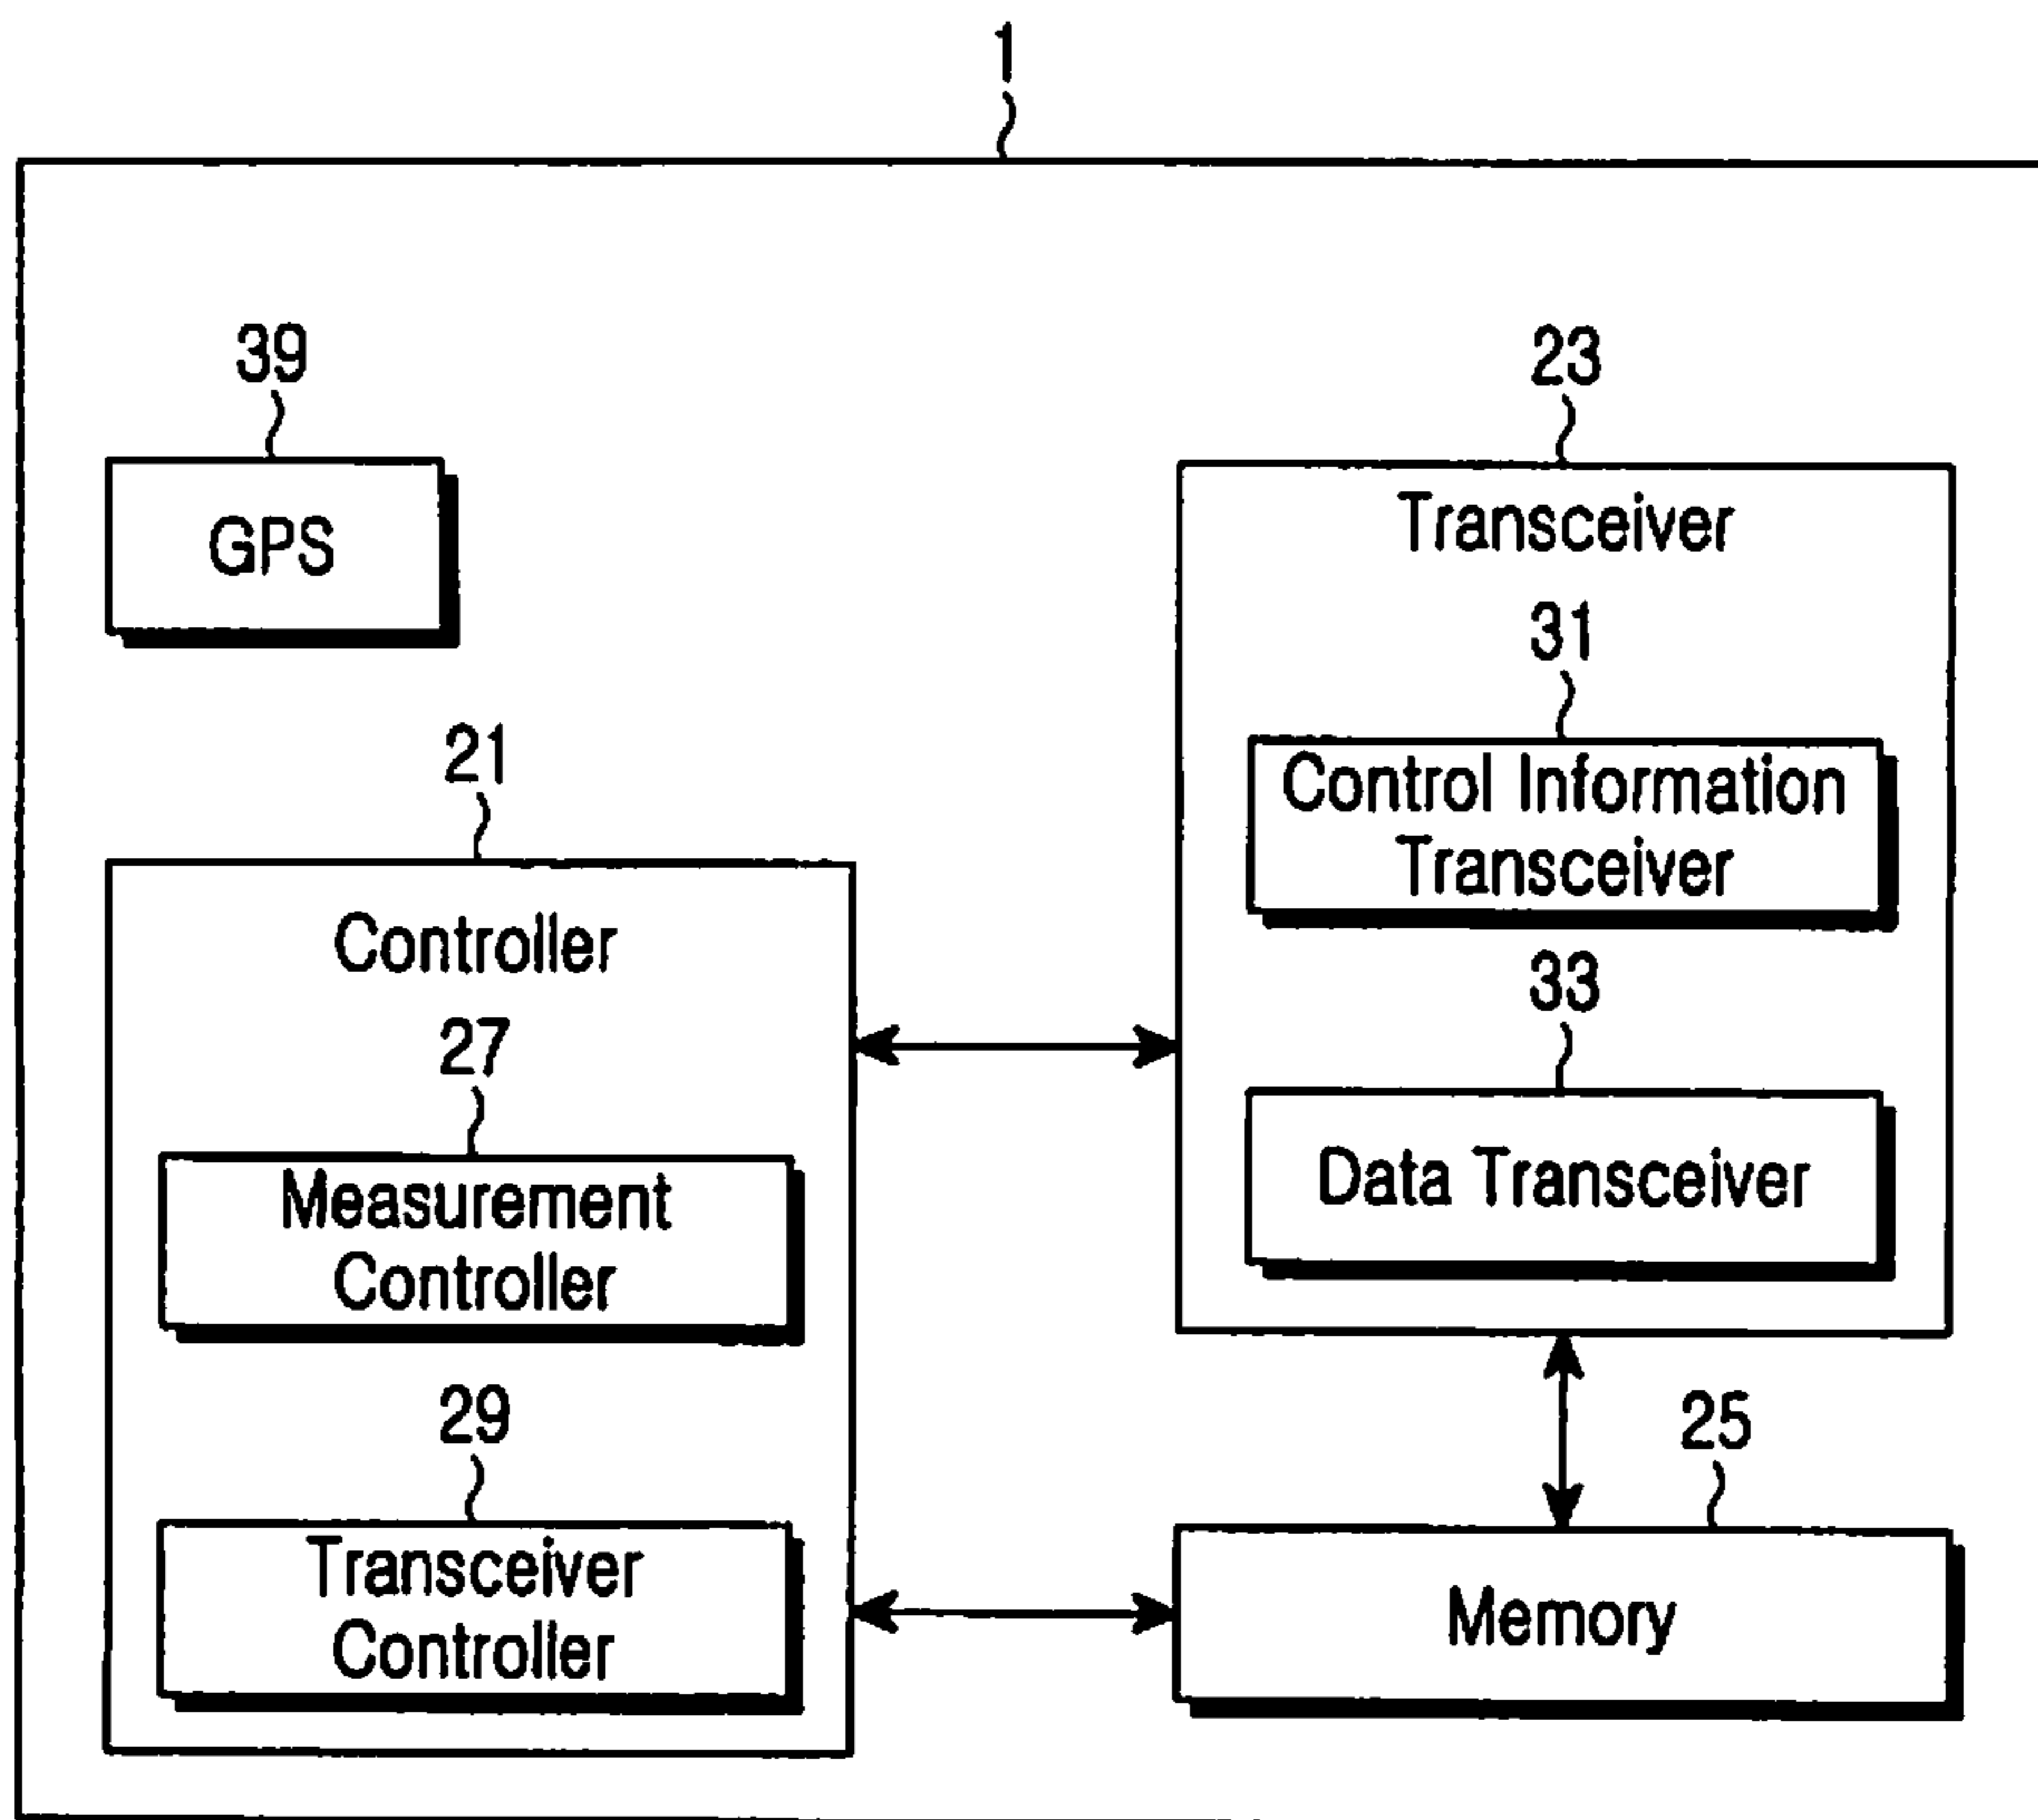 1
39
GPS
23
Transceiver
31
Control Information
Transceiver
33
Data Transceiver
21
Controller
27
Measurement
Controller
29
Transceiver
Controller
25
Memory